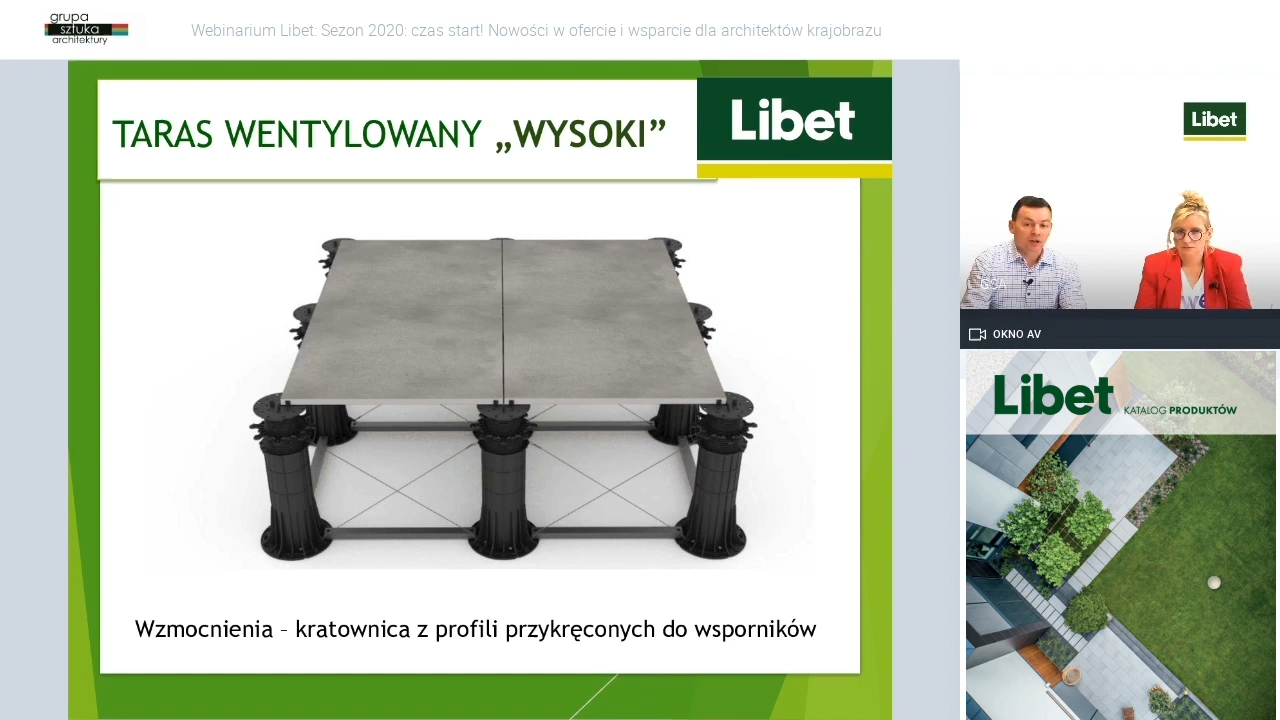 grupa
sztuka
architektury
Webinarium Libet: Sezon 2020: czas start! Nowości w ofercie i wsparcie dla architektów krajobrazu
TARAS WENTYLOWANY „WYSOKI”
Libet
Wzmocnienia – kratownica z profili przykręconych do wsporników
Libet
OKNO AV
Libet KATALOG PRODUKTÓW